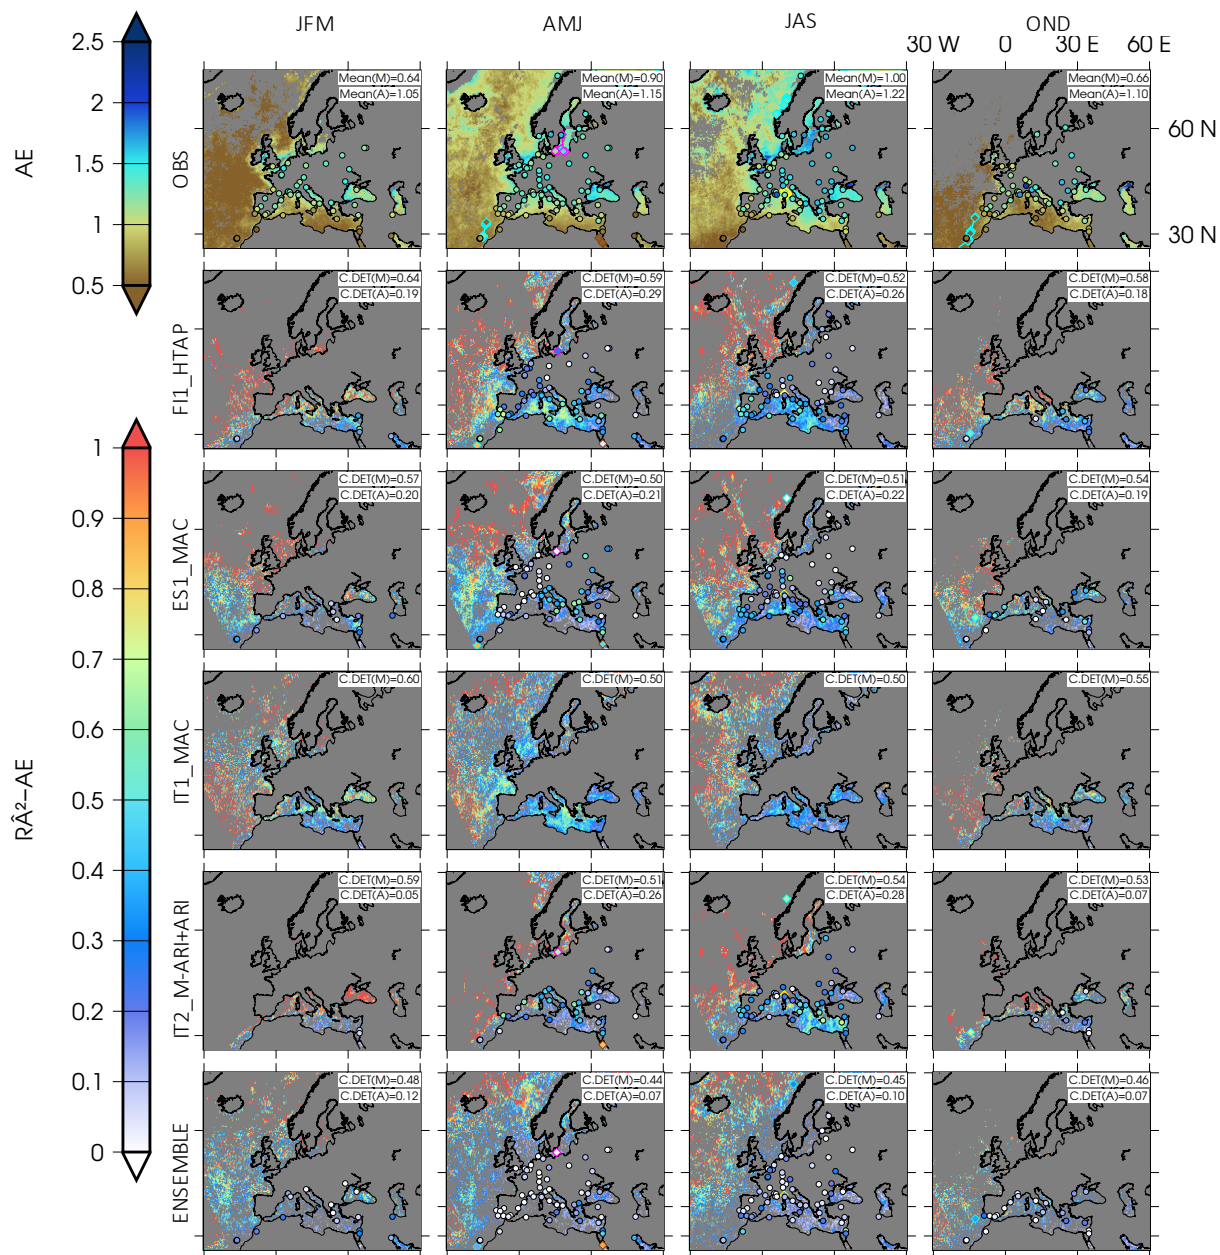 JFM AMJ JAS OND
30 W 0 30 E 60 E
2.5
2
1.5
1
0.5
AE
OBS
Mean(M)=0.64
Mean(A)=1.05
Mean(M)=0.90
Mean(A)=1.15
Mean(M)=1.00
Mean(A)=1.22
Mean(M)=0.66
Mean(A)=1.10
60 N
30 N
FI1_HTAP
C.DET(M)=0.64
C.DET(A)=0.19
C.DET(M)=0.59
C.DET(A)=0.29
C.DET(M)=0.52
C.DET(A)=0.26
C.DET(M)=0.58
C.DET(A)=0.18
1
0.9
0.8
0.7
0.6
0.5
0.4
0.3
0.2
0.1
0
RÂ²−AE
ES1_MAC
C.DET(M)=0.57
C.DET(A)=0.20
C.DET(M)=0.50
C.DET(A)=0.21
C.DET(M)=0.51
C.DET(A)=0.22
C.DET(M)=0.54
C.DET(A)=0.19
IT1_MAC
C.DET(M)=0.60
C.DET(M)=0.50
C.DET(M)=0.50
C.DET(M)=0.55
IT2_M-ARI+ARI
C.DET(M)=0.59
C.DET(A)=0.05
C.DET(M)=0.51
C.DET(A)=0.26
C.DET(M)=0.54
C.DET(A)=0.28
C.DET(M)=0.53
C.DET(A)=0.07
ENSEMBLE
C.DET(M)=0.48
C.DET(A)=0.12
C.DET(M)=0.44
C.DET(A)=0.07
C.DET(M)=0.45
C.DET(A)=0.10
C.DET(M)=0.46
C.DET(A)=0.07